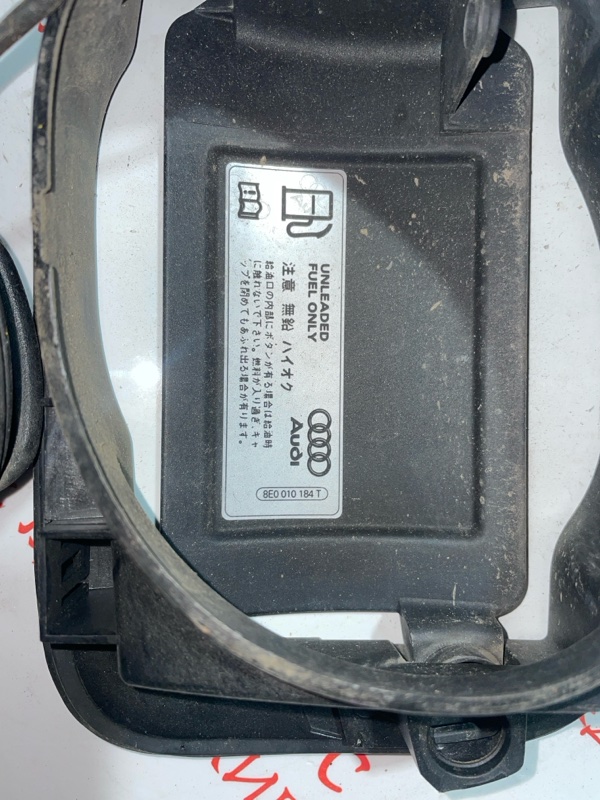 UNLEADED
FUEL ONLY
注意 無鉛 ハイオク
給油口の内部にボタンが有る場合は給油時
に触れないで下さい。燃料が入り過ぎ、キャ
ップを閉めてもあふれ出る場合が有ります。
Audi
8E0 010 184 T